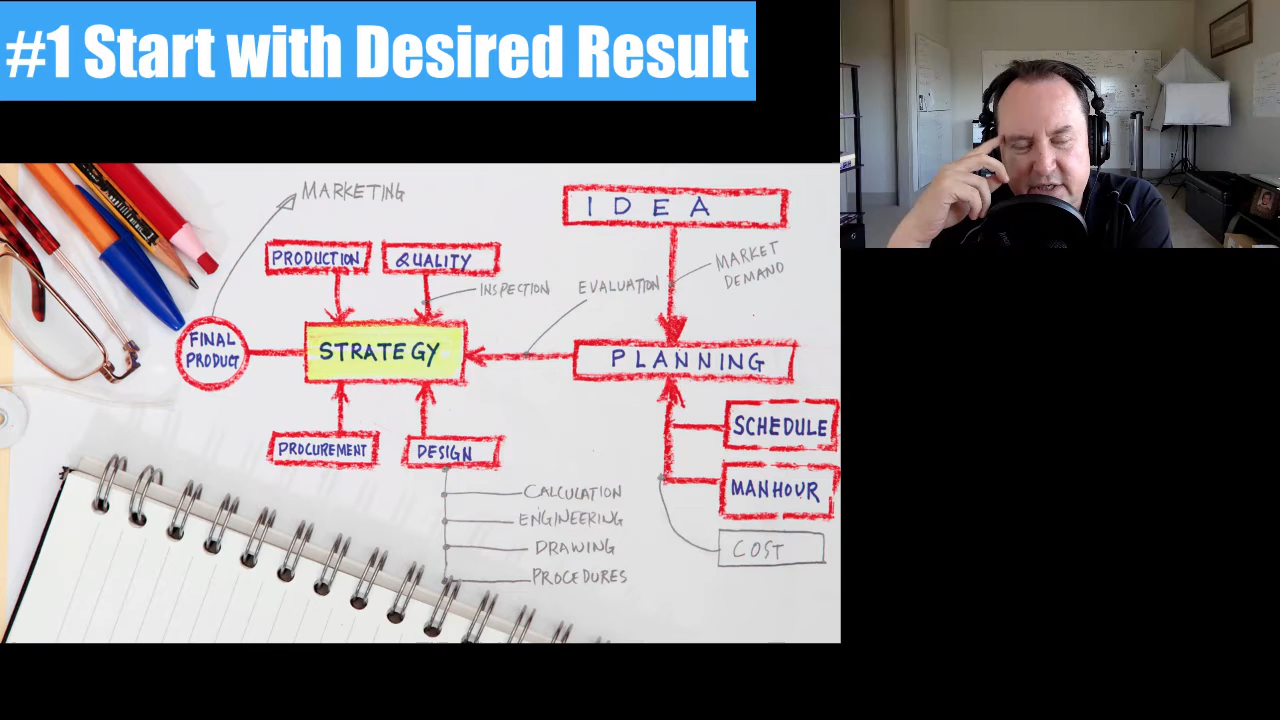 #1 Start with Desired Result
MARKETING
IDEA
PRODUCTION
QUALITY
MARKET
DEMAND
INSPECTION
EVALUATION
FINAL
PRODUCT
STRATEGY
PLANNING
SCHEDULE
PROCUREMENT
DESIGN
MANHOUR
CALCULATION
ENGINEERING
DRAWING
COST
PROCEDURES